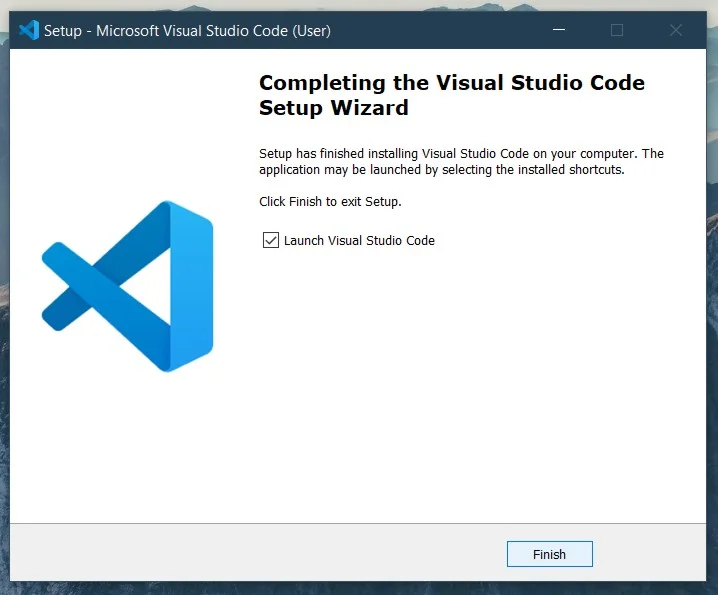 Setup - Microsoft Visual Studio Code (User)
Completing the Visual Studio Code
Setup Wizard
Setup has finished installing Visual Studio Code on your computer. The
application may be launched by selecting the installed shortcuts.
Click Finish to exit Setup.
Launch Visual Studio Code
Finish